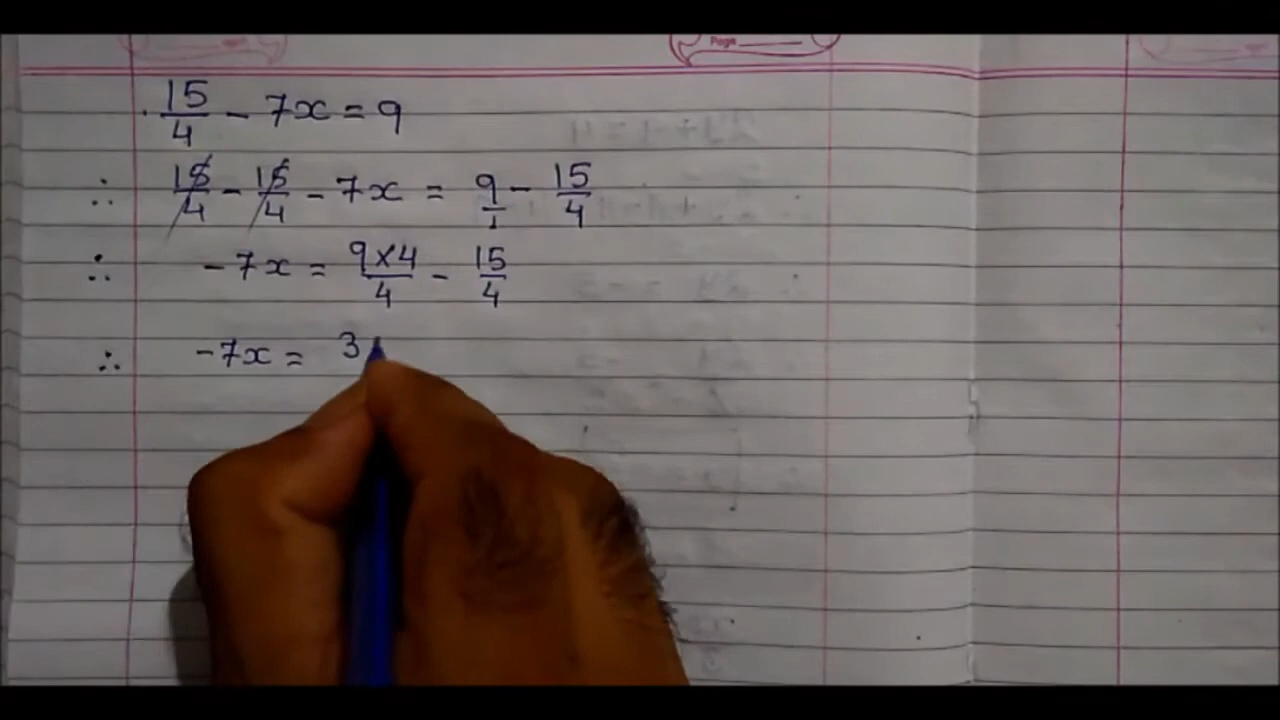 Page
15/4 - 7x = 9
∴ 15/4 - 15/4 - 7x = 9/1 - 15/4
∴ -7x = 9×4/4 - 15/4
∴ -7x = 3